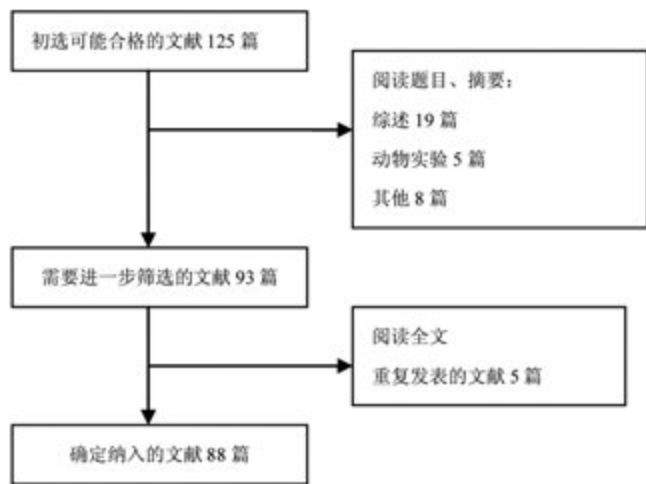 初选可能合格的文献 125 篇
阅读题目、摘要：
综述 19 篇
动物实验 5 篇
其他 8 篇
需要进一步筛选的文献 93 篇
阅读全文
重复发表的文献 5 篇
确定纳入的文献 88 篇